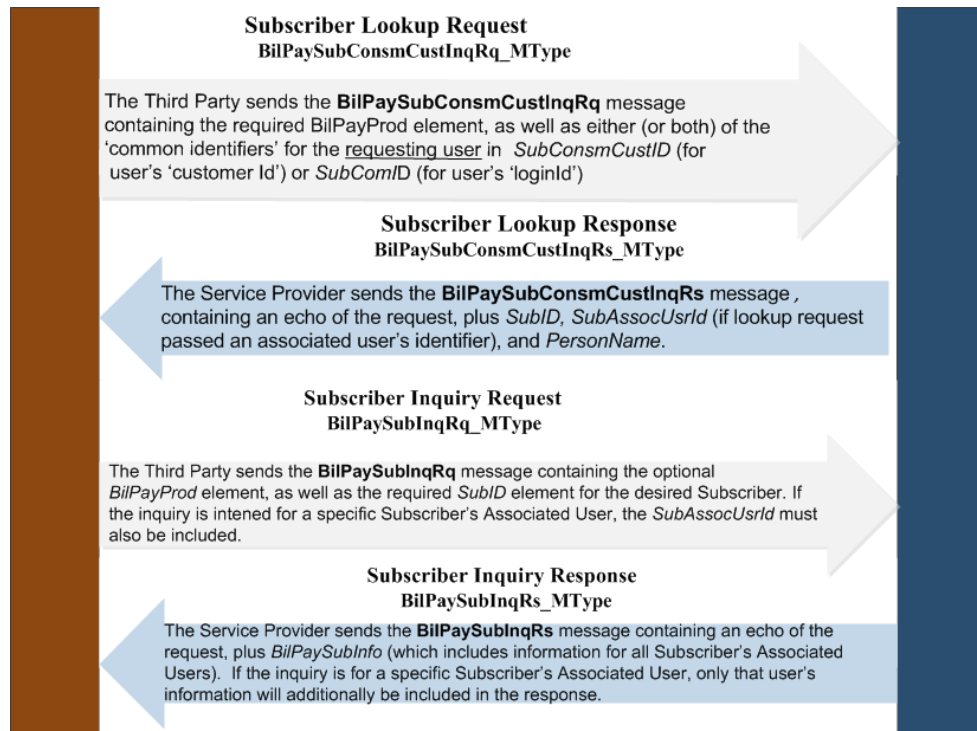 Subscriber Lookup Request
BilPaySubConsmCustInqRq_MType
The Third Party sends the BilPaySubConsmCustInqRq message
containing the required BilPayProd element, as well as either (or both) of the
‘common identifiers’ for the requesting user in SubConsmCustID (for
user’s ‘customer Id’) or SubComID (for user’s ‘loginId’)
Subscriber Lookup Response
BilPaySubConsmCustInqRs_MType
The Service Provider sends the BilPaySubConsmCustInqRs message ,
containing an echo of the request, plus SubID, SubAssocUsrId (if lookup request
passed an associated user’s identifier), and PersonName.
Subscriber Inquiry Request
BilPaySubInqRq_MType
The Third Party sends the BilPaySubInqRq message containing the optional
BilPayProd element, as well as the required SubID element for the desired Subscriber. If
the inquiry is intened for a specific Subscriber’s Associated User, the SubAssocUsrId must
also be included.
Subscriber Inquiry Response
BilPaySubInqRs_MType
The Service Provider sends the BilPaySubInqRs message containing an echo of the
request, plus BilPaySubInfo (which includes information for all Subscriber’s Associated
Users). If the inquiry is for a specific Subscriber’s Associated User, only that user’s
information will additionally be included in the response.